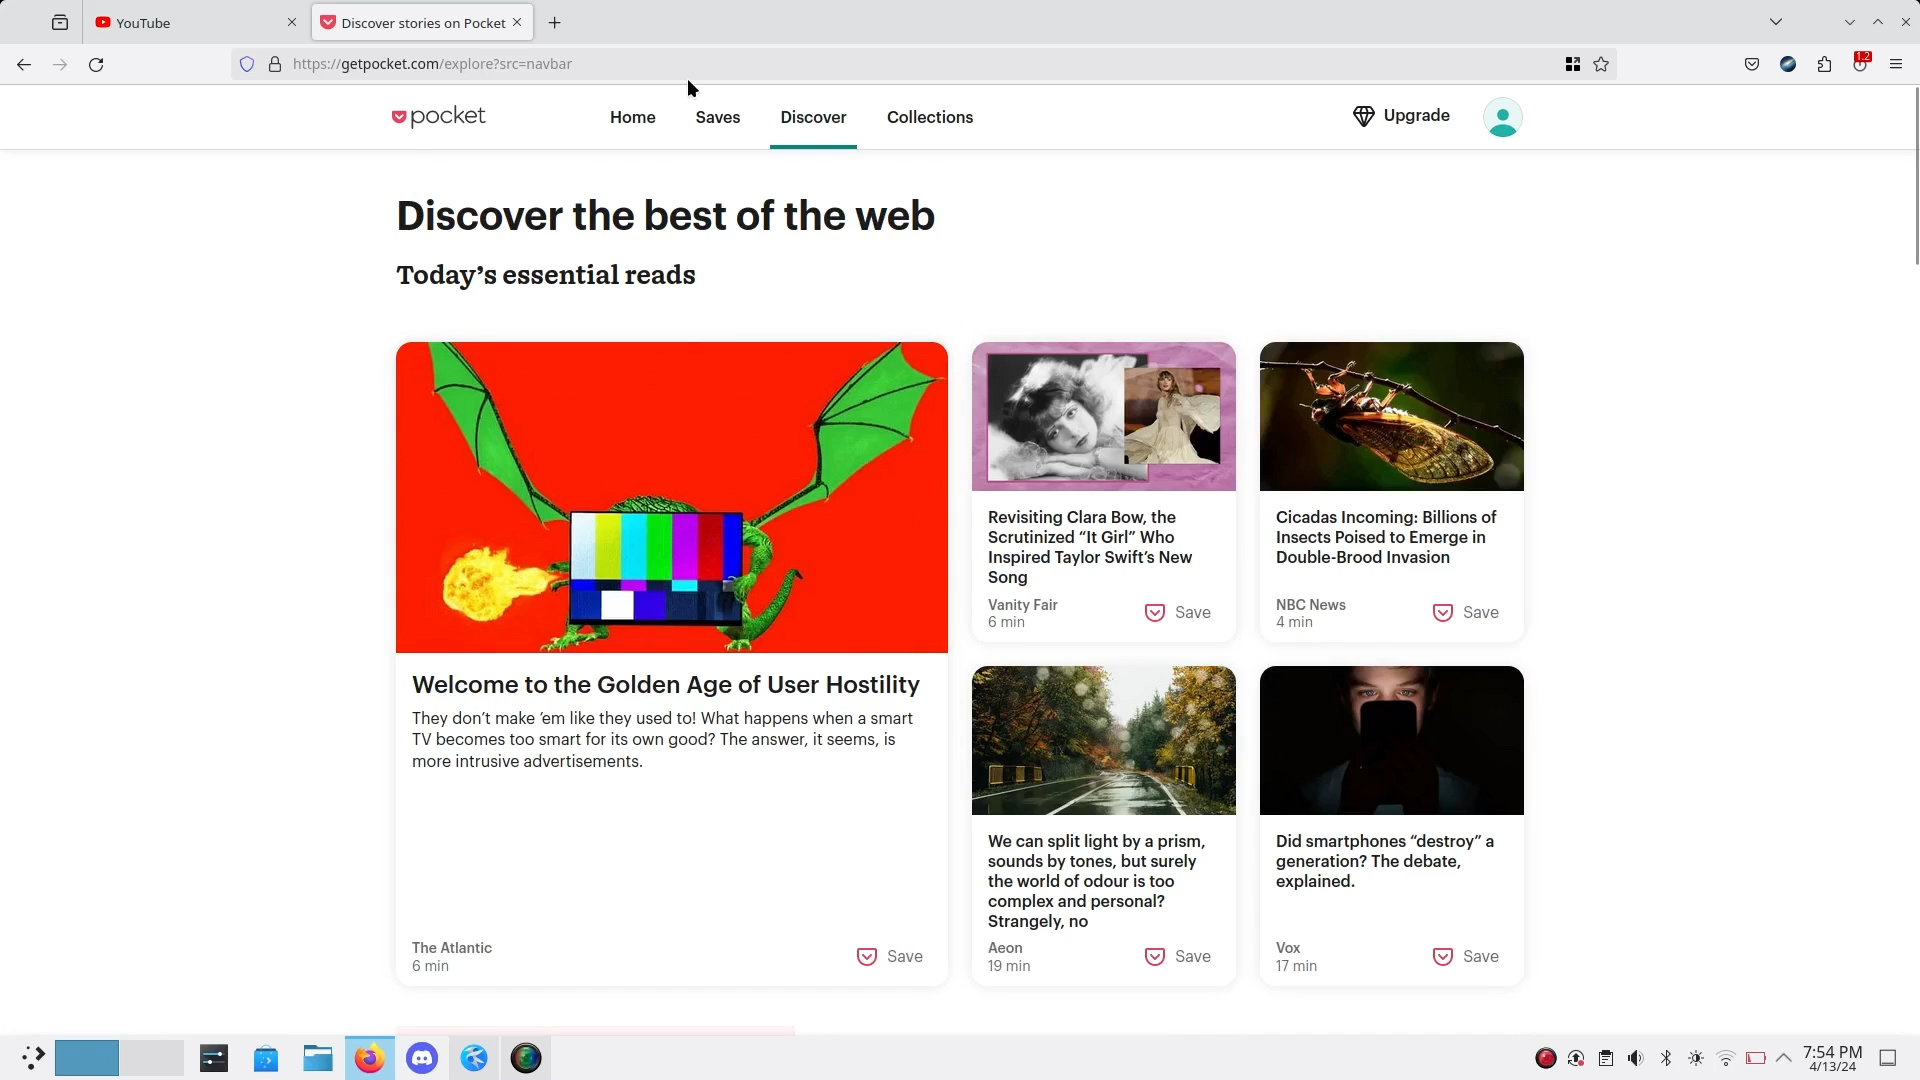 YouTube
Discover stories on Pocket
https://getpocket.com/explore?src=navbar
1.2
pocket
Home
Saves
Discover
Collections
Upgrade
Discover the best of the web
Today’s essential reads
Welcome to the Golden Age of User Hostility
They don’t make ’em like they used to! What happens when a smart
TV becomes too smart for its own good? The answer, it seems, is
more intrusive advertisements.
The Atlantic
6 min
Save
Revisiting Clara Bow, the
Scrutinized “It Girl” Who
Inspired Taylor Swift’s New
Song
Vanity Fair
6 min
Save
Cicadas Incoming: Billions of
Insects Poised to Emerge in
Double-Brood Invasion
NBC News
4 min
Save
We can split light by a prism,
sounds by tones, but surely
the world of odour is too
complex and personal?
Strangely, no
Aeon
19 min
Save
Did smartphones “destroy” a
generation? The debate,
explained.
Vox
17 min
Save
7:54 PM
4/13/24